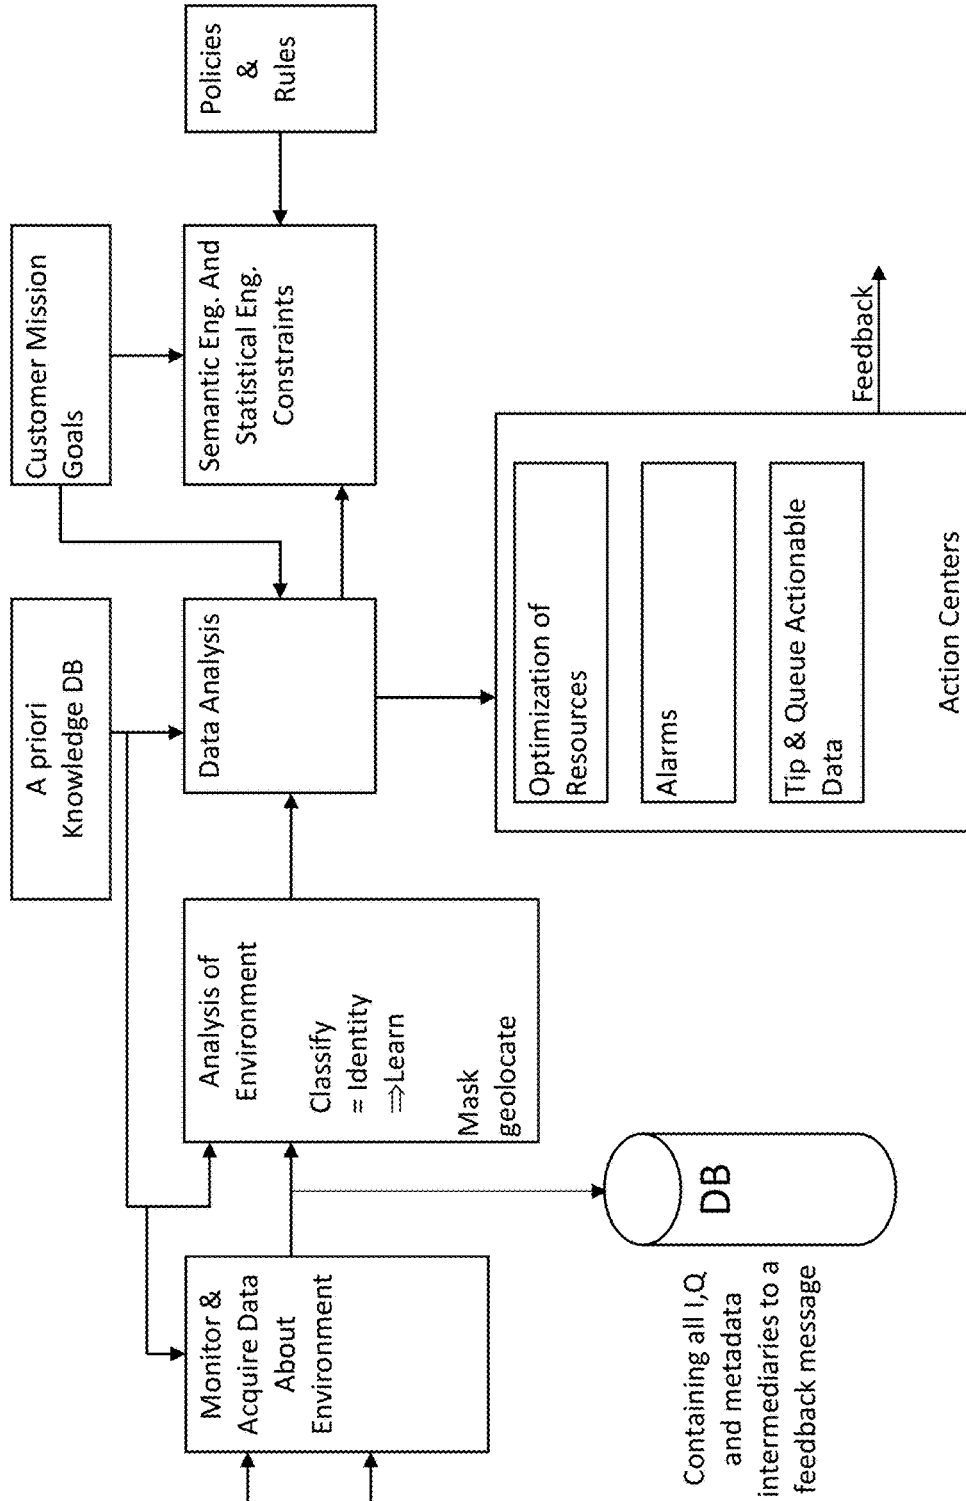 A priori
Knowledge DB
Customer Mission
Goals
Monitor &
Acquire Data
About
Environment
Analysis of
Environment
Classify
= Identity
⇒Learn
Mask
geolocate
Data Analysis
Semantic Eng. And
Statistical Eng.
Constraints
Policies
&
Rules
DB
Containing all I,Q
and metadata
intermediaries to a
feedback message
Optimization of
Resources
Alarms
Tip & Queue Actionable
Data
Action Centers
Feedback